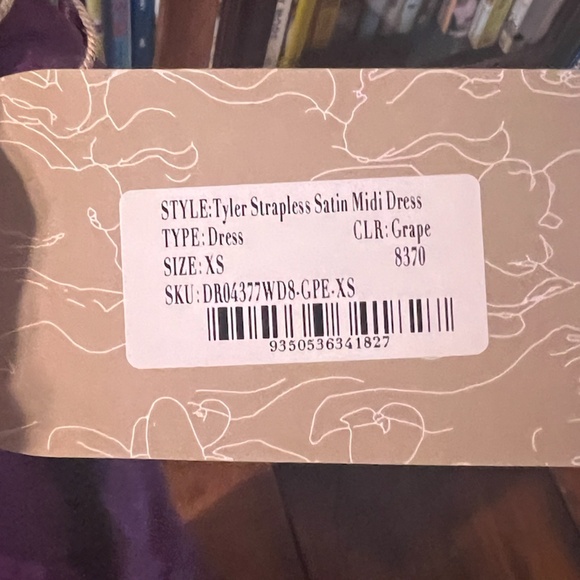 STYLE:Tyler Strapless Satin Midi Dress
TYPE:Dress CLR:Grape
SIZE:XS 8370
SKU:DR04377WD8-GPE-XS
9350536341827